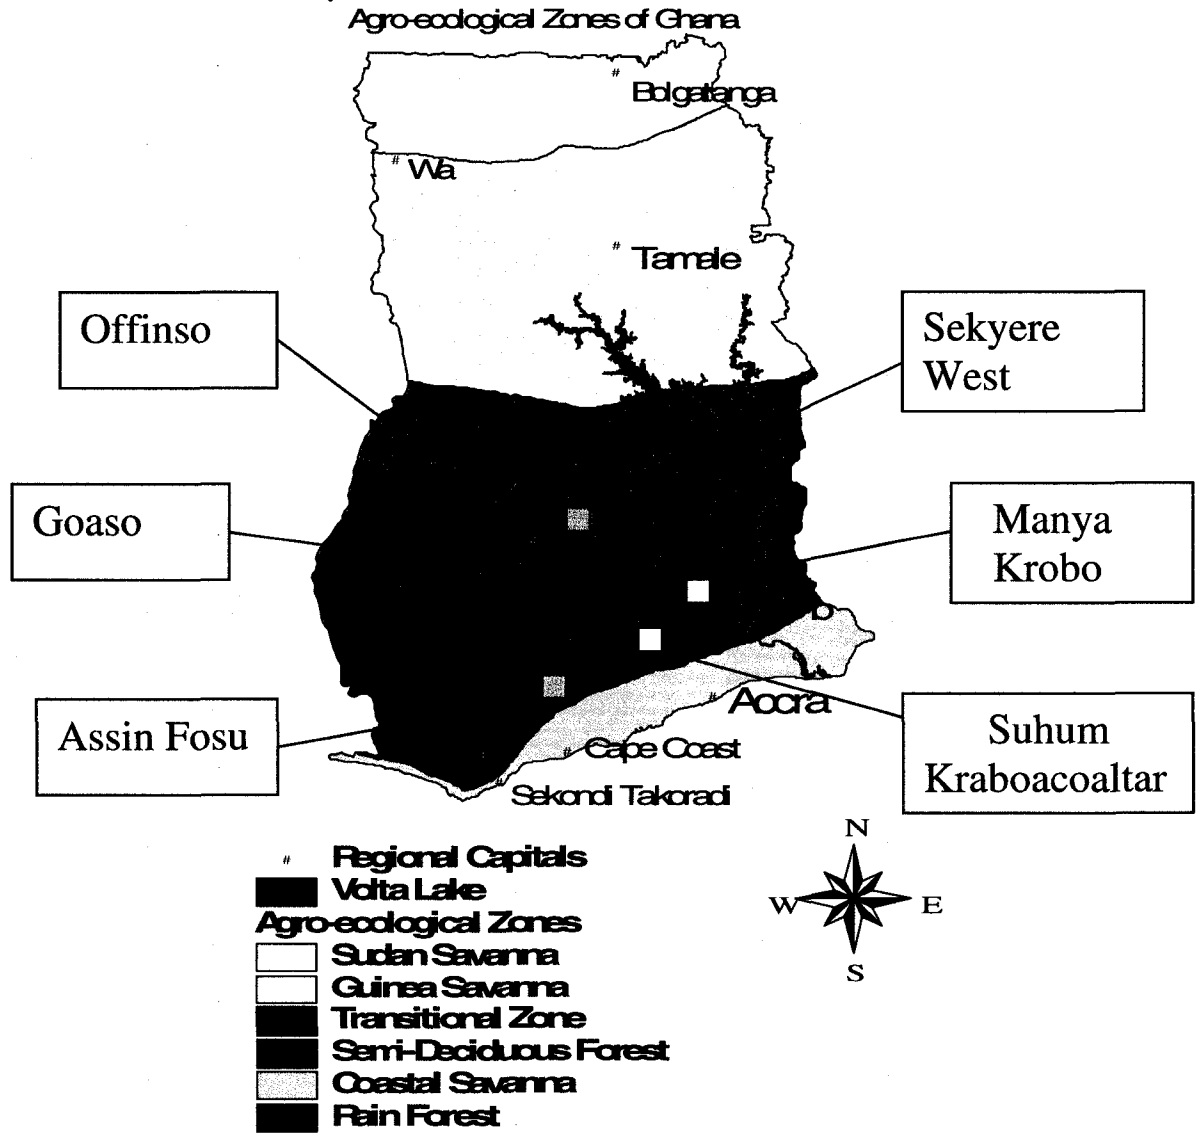 Agro-ecological Zones of Ghana
# Bolgatanga
# Wa
# Tamale
Offinso
Sekyere
West
Goaso
Manya
Krobo
Assin Fosu
# Accra
# Cape Coast
# Sekondi Takoradi
Suhum
Kraboacoaltar
N
W E
S
# Regional Capitals
Volta Lake
Agro-ecological Zones
Sudan Savanna
Guinea Savanna
Transitional Zone
Semi-Deciduous Forest
Coastal Savanna
Rain Forest